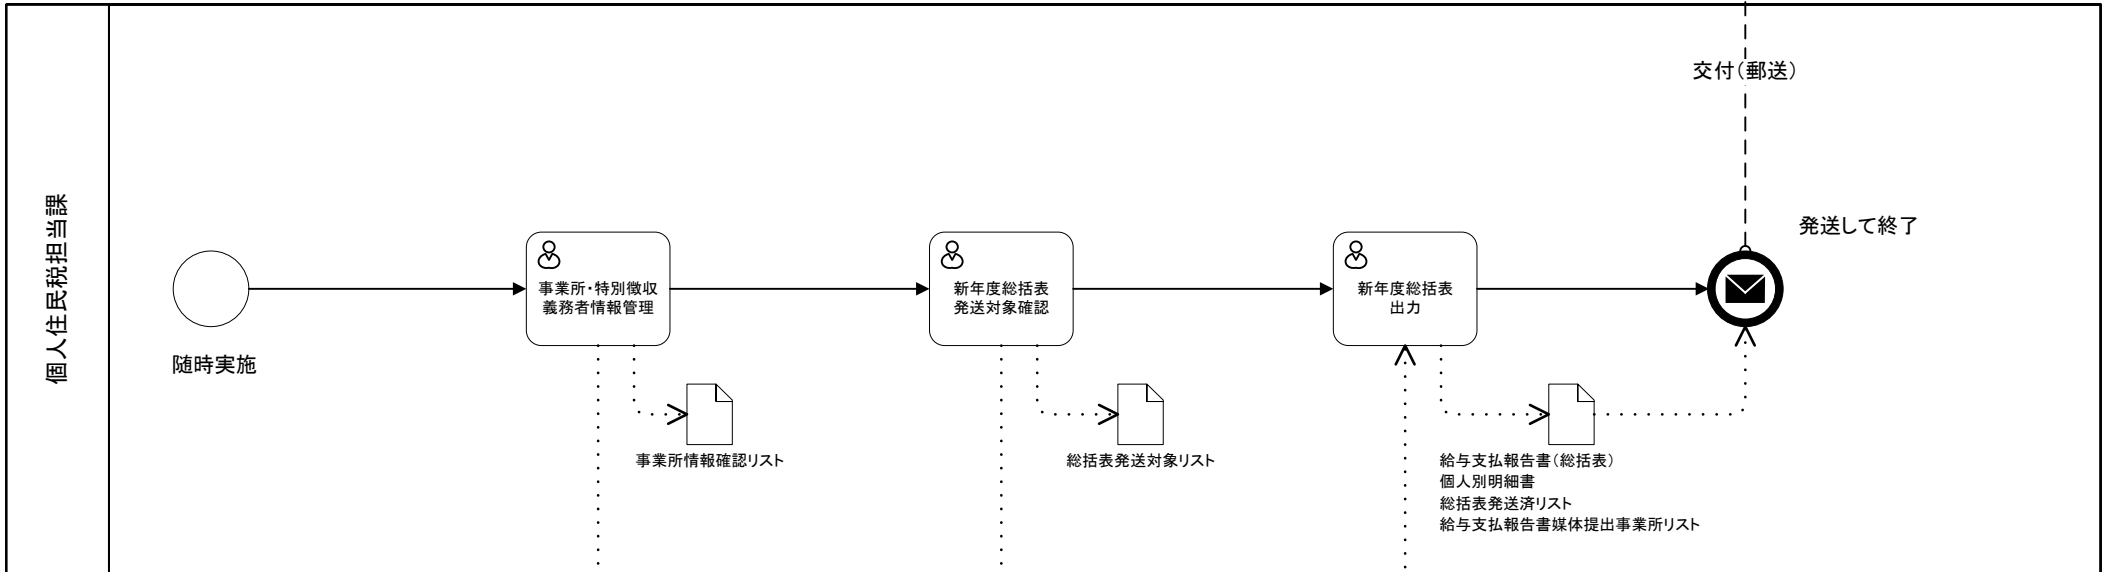 個人住民税担当課
交付(郵送)
発送して終了
随時実施
事業所・特別徴収
義務者情報管理
新年度総括表
発送対象確認
新年度総括表
出力
事業所情報確認リスト
総括表発送対象リスト
給与支払報告書(総括表)
個人別明細書
総括表発送済リスト
給与支払報告書媒体提出事業所リスト